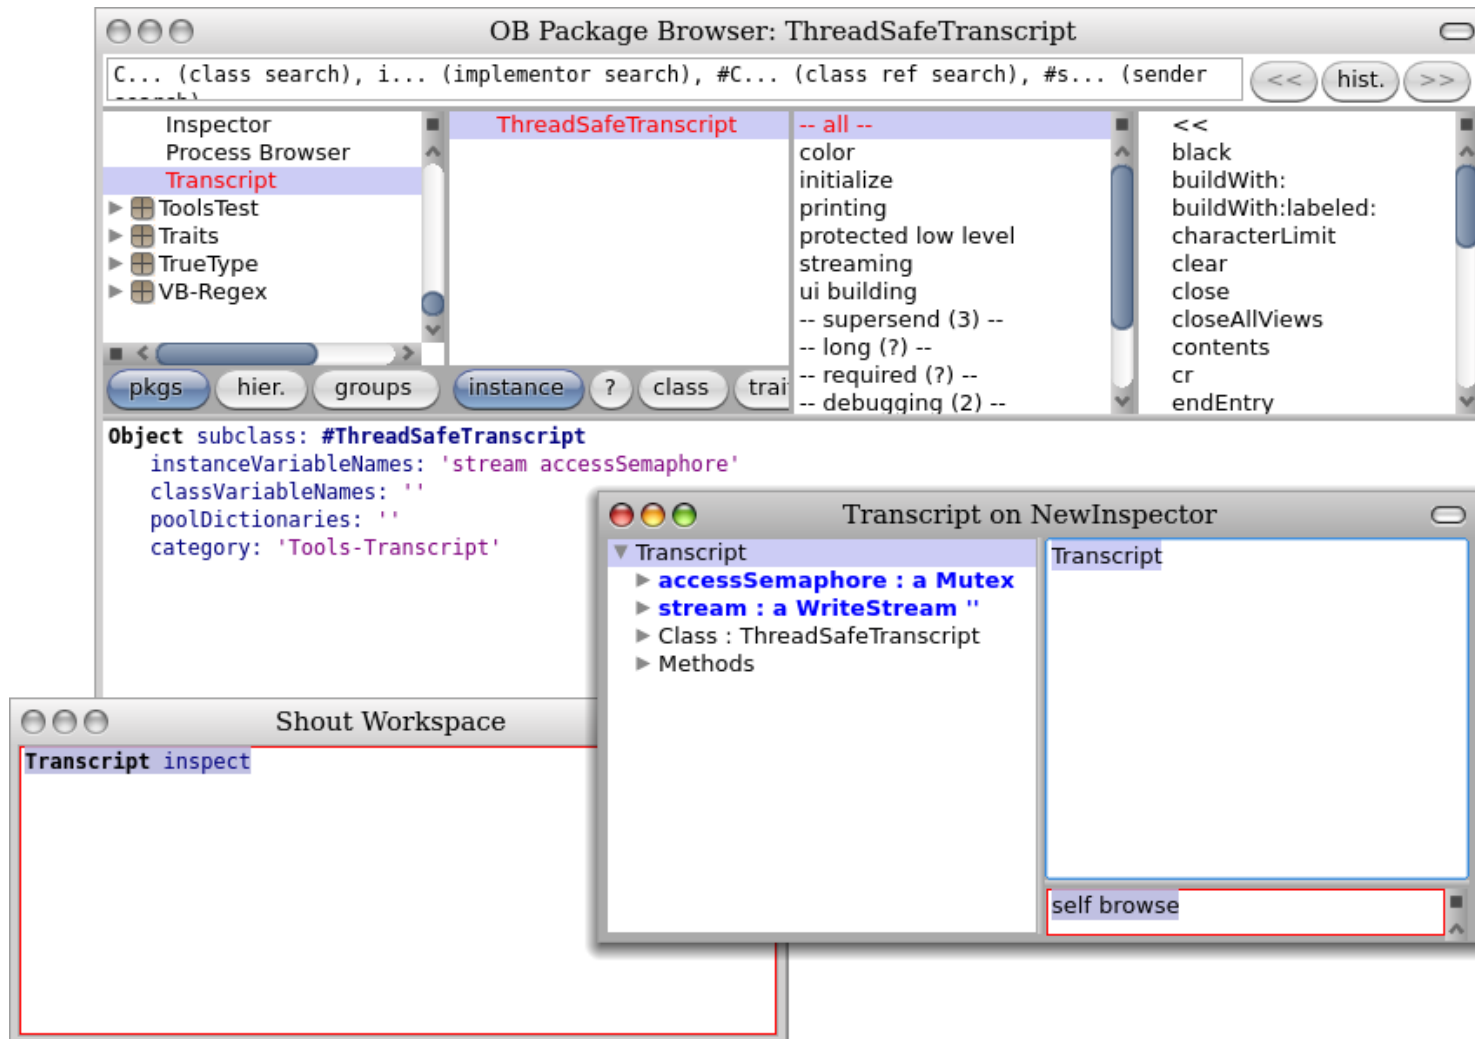 OB Package Browser: ThreadSafeTranscript
C... (class search), i... (implementor search), #C... (class ref search), #s... (sender
search)
<<
hist.
>>
Inspector
Process Browser
Transcript
ToolsTest
Traits
TrueType
VB-Regex
ThreadSafeTranscript
-- all --
color
initialize
printing
protected low level
streaming
ui building
-- supersend (3) --
-- long (?) --
-- required (?) --
-- debugging (2) --
<<
black
buildWith:
buildWith:labeled:
characterLimit
clear
close
closeAllViews
contents
cr
endEntry
pkgs
hier.
groups
instance
?
class
trai
Object subclass: #ThreadSafeTranscript
instanceVariableNames: 'stream accessSemaphore'
classVariableNames: ''
poolDictionaries: ''
category: 'Tools-Transcript'
Transcript on NewInspector
Transcript
accessSemaphore : a Mutex
stream : a WriteStream ''
Class : ThreadSafeTranscript
Methods
Transcript
self browse
Shout Workspace
Transcript inspect